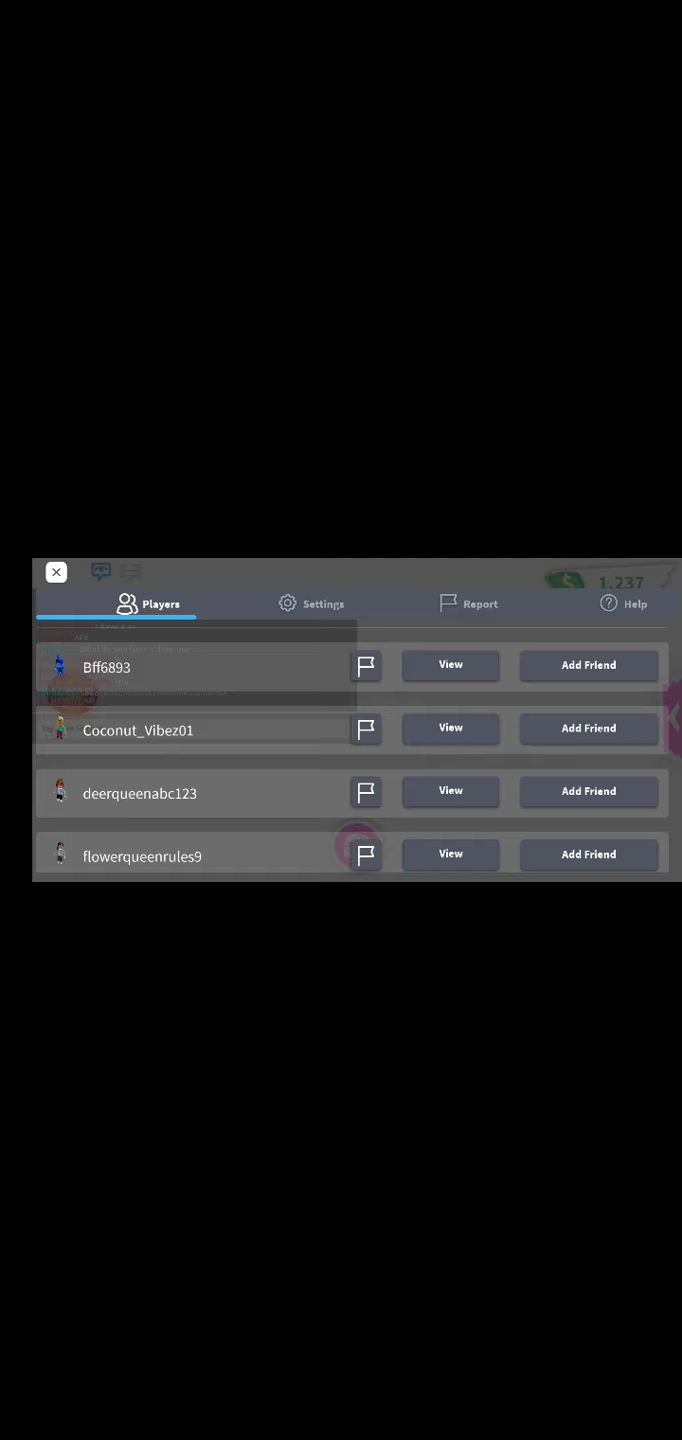 1,237
Players
Settings
Report
Help
Bff6893
View
Add Friend
Coconut_Vibez01
View
Add Friend
deerqueenabc123
View
Add Friend
flowerqueenrules9
View
Add Friend